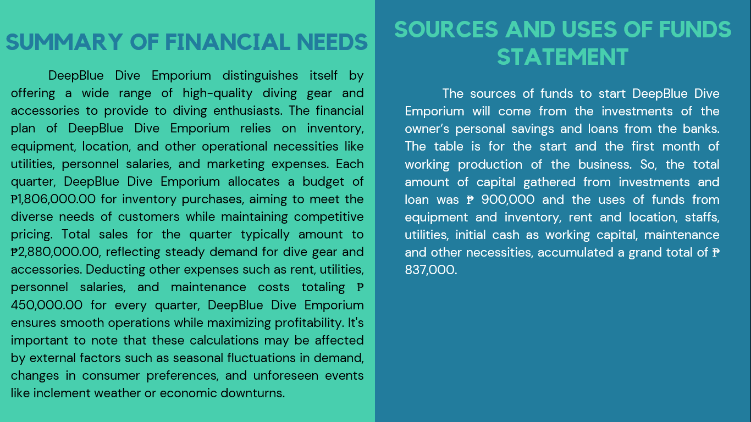 SUMMARY OF FINANCIAL NEEDS
DeepBlue Dive Emporium distinguishes itself by
offering a wide range of high-quality diving gear and
accessories to provide to diving enthusiasts. The financial
plan of DeepBlue Dive Emporium relies on inventory,
equipment, location, and other operational necessities like
utilities, personnel salaries, and marketing expenses. Each
quarter, DeepBlue Dive Emporium allocates a budget of
₱1,806,000.00 for inventory purchases, aiming to meet the
diverse needs of customers while maintaining competitive
pricing. Total sales for the quarter typically amount to
₱2,880,000.00, reflecting steady demand for dive gear and
accessories. Deducting other expenses such as rent, utilities,
personnel salaries, and maintenance costs totaling ₱
450,000.00 for every quarter, DeepBlue Dive Emporium
ensures smooth operations while maximizing profitability. It's
important to note that these calculations may be affected
by external factors such as seasonal fluctuations in demand,
changes in consumer preferences, and unforeseen events
like inclement weather or economic downturns.
SOURCES AND USES OF FUNDS
STATEMENT
The sources of funds to start DeepBlue Dive
Emporium will come from the investments of the
owner's personal savings and loans from the banks.
The table is for the start and the first month of
working production of the business. So, the total
amount of capital gathered from investments and
loan was ₱ 900,000 and the uses of funds from
equipment and inventory, rent and location, staffs,
utilities, initial cash as working capital, maintenance
and other necessities, accumulated a grand total of ₱
837,000.